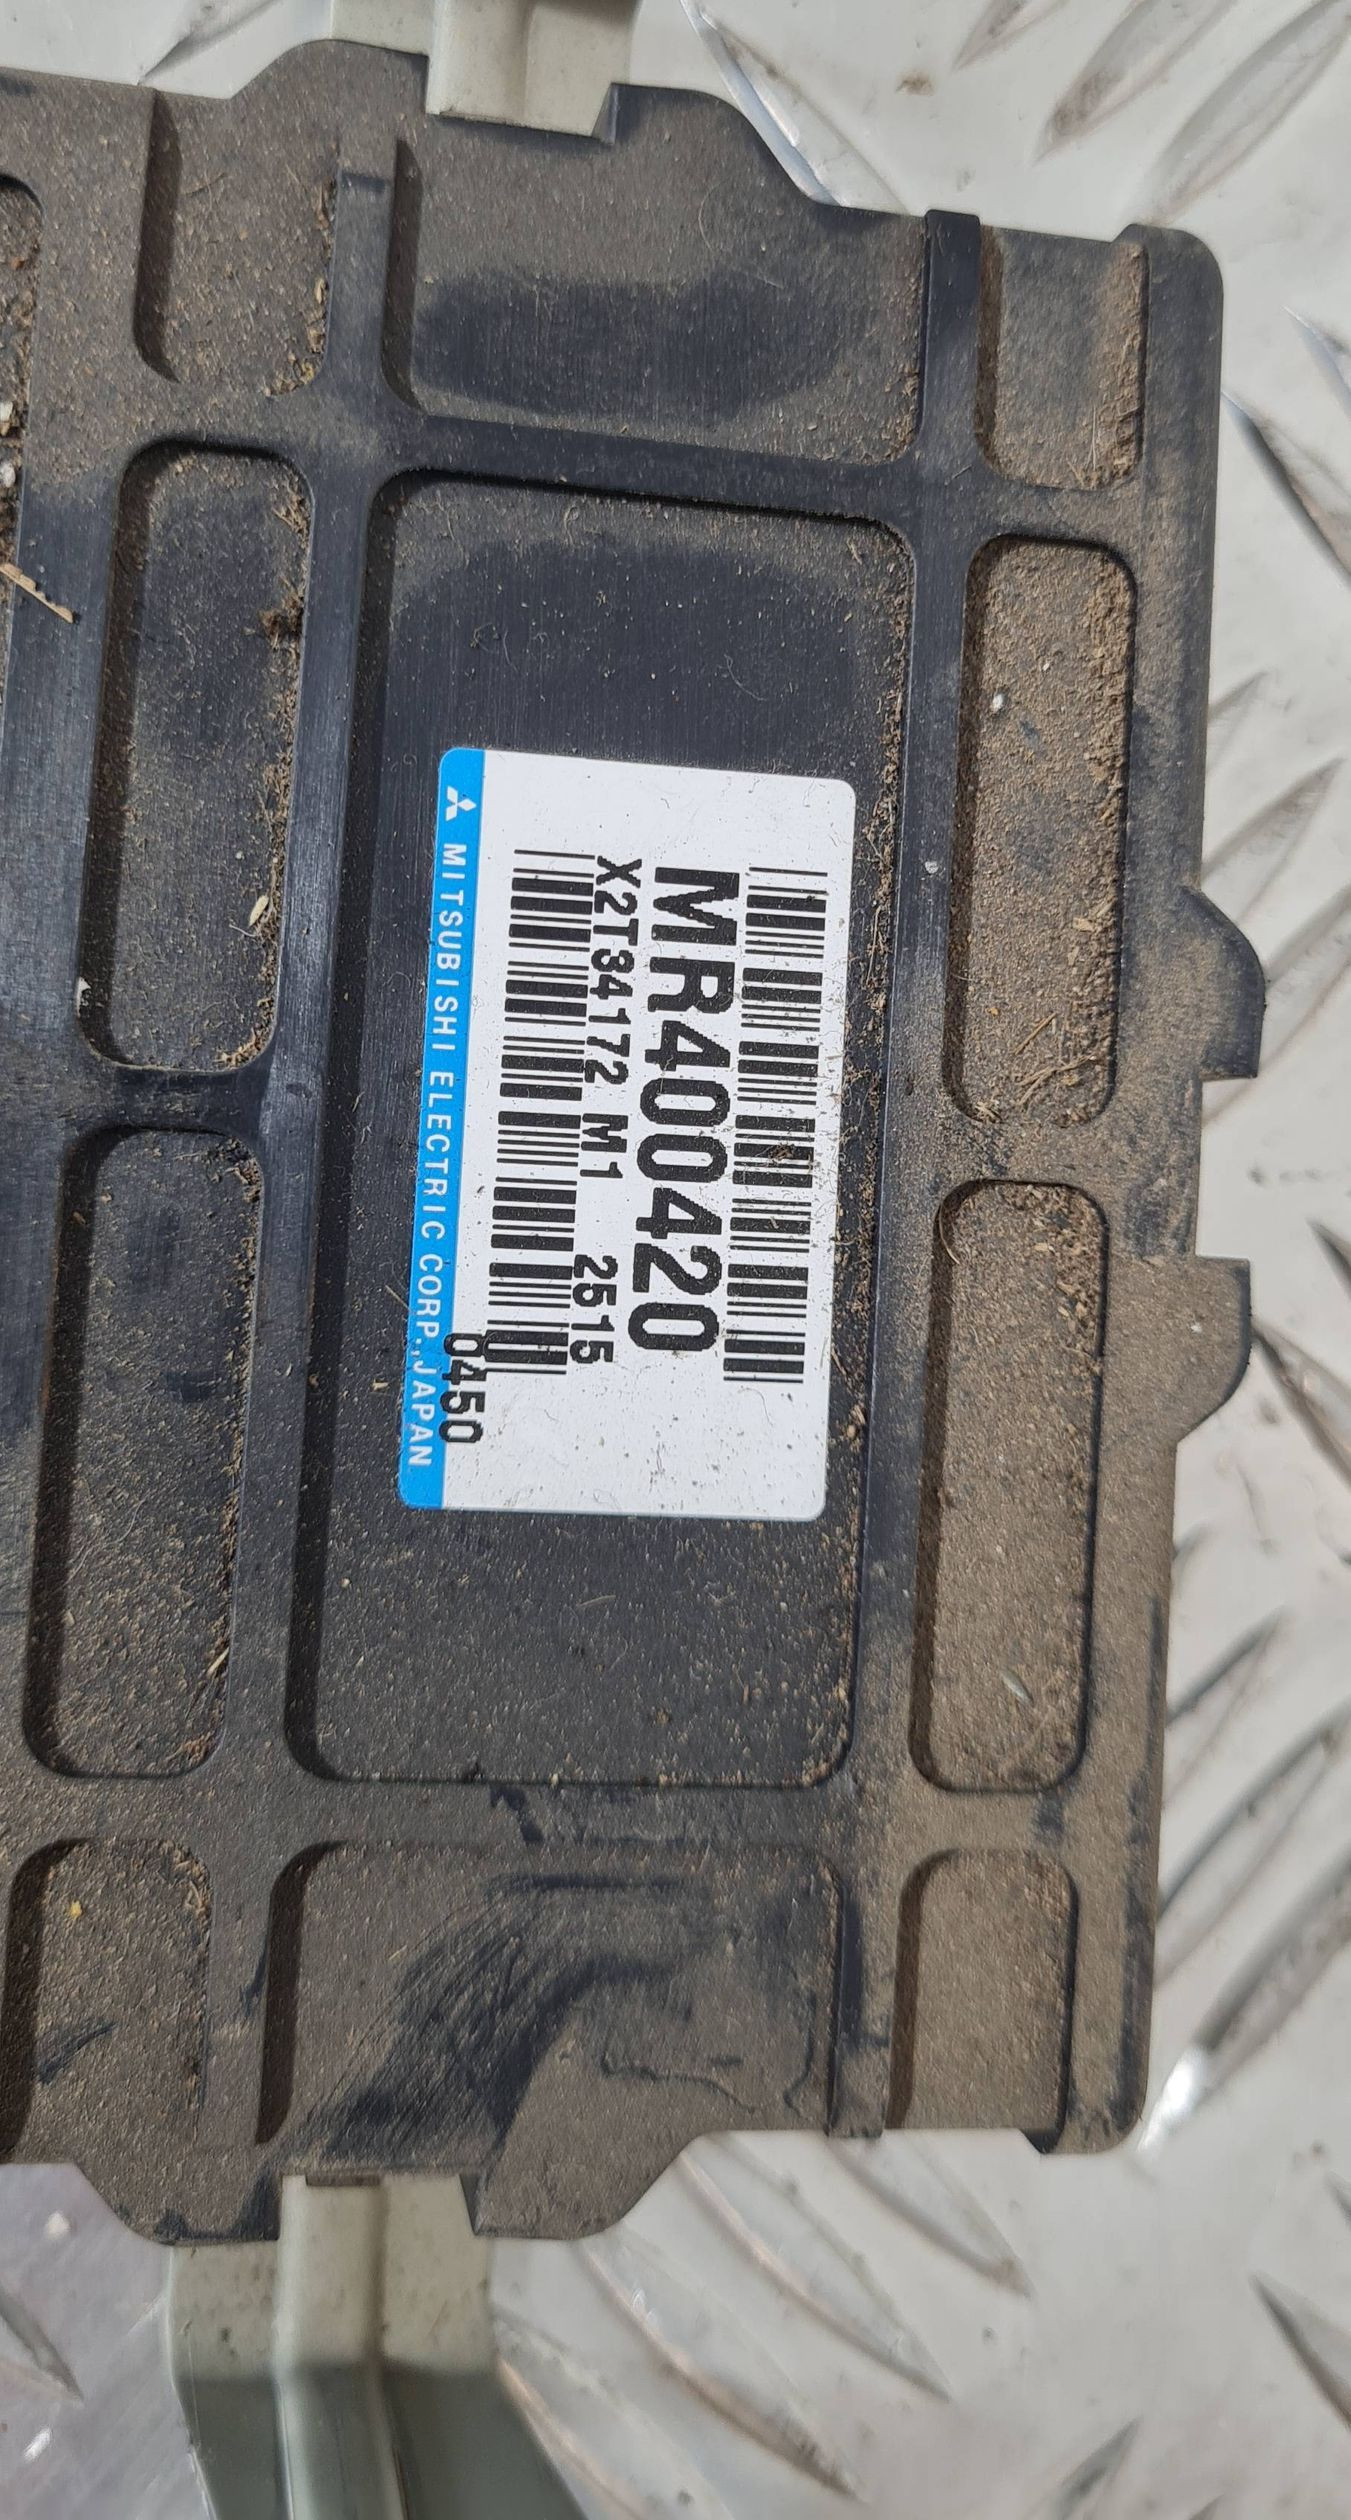 MR400420
X2T34172 M1 2515
0450
MITSUBISHI ELECTRIC CORP.,JAPAN